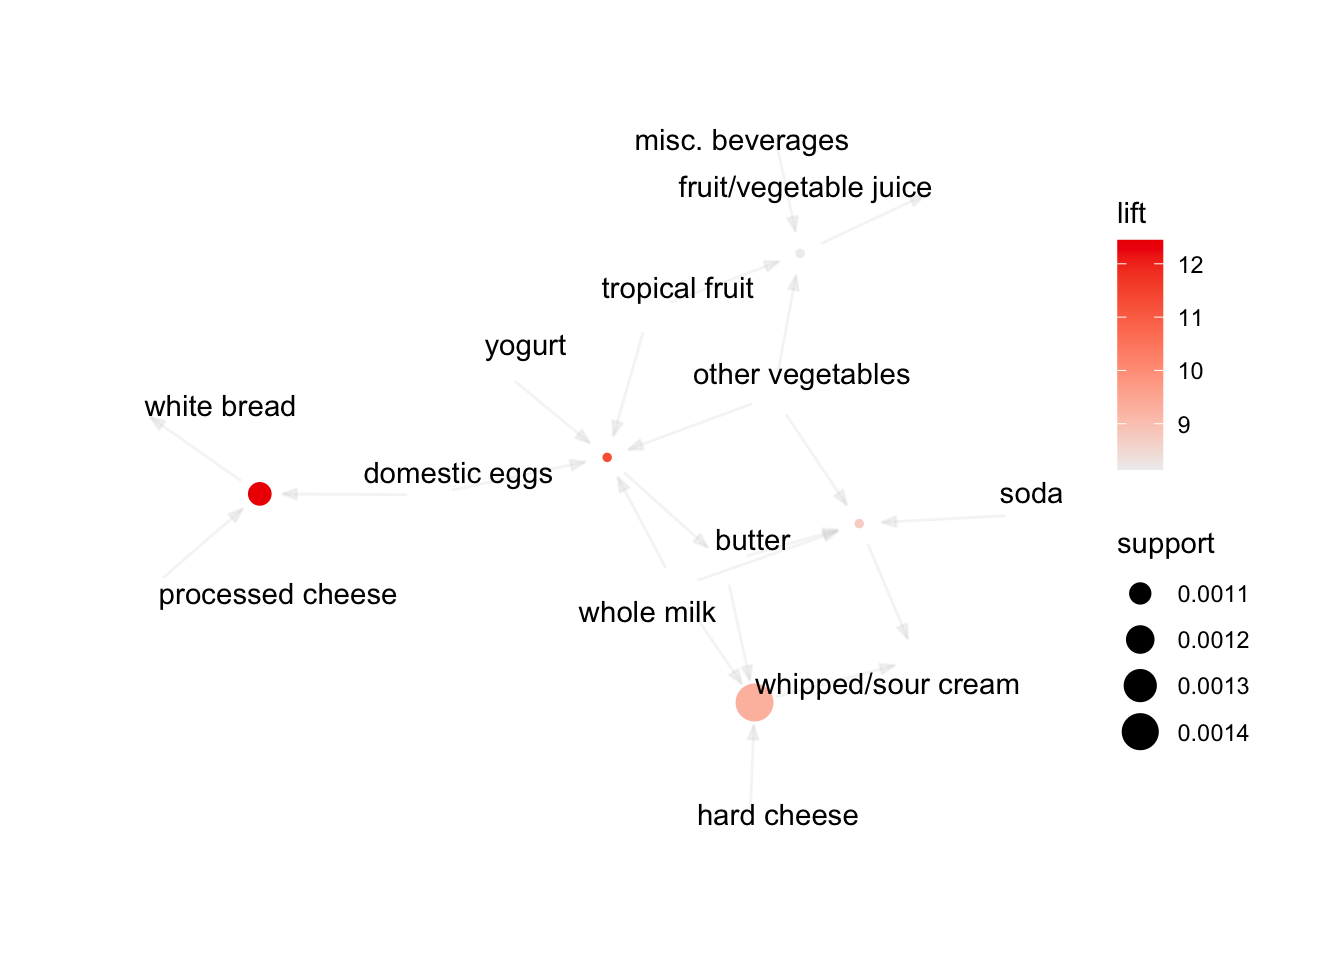 misc. beverages
fruit/vegetable juice
tropical fruit
yogurt
other vegetables
white bread
domestic eggs
soda
butter
processed cheese
whole milk
whipped/sour cream
hard cheese
lift
12
11
10
9
support
0.0011
0.0012
0.0013
0.0014